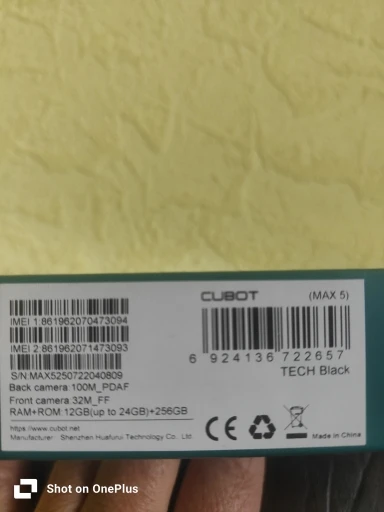 CUBOT (MAX 5)
IMEI 1:861962070473094
IMEI 2:861962071473093
S/N:MAX5250722040809
6 924136 722657
TECH Black
Back camera 100M_PDAF
Front camera 32M_FF
RAM+ROM 12GB(up to 24GB)+256GB
https://www.cubot.net
Manufacturer Shenzhen Huafurui Technology Co., Ltd
CE
Made in China
Shot on OnePlus